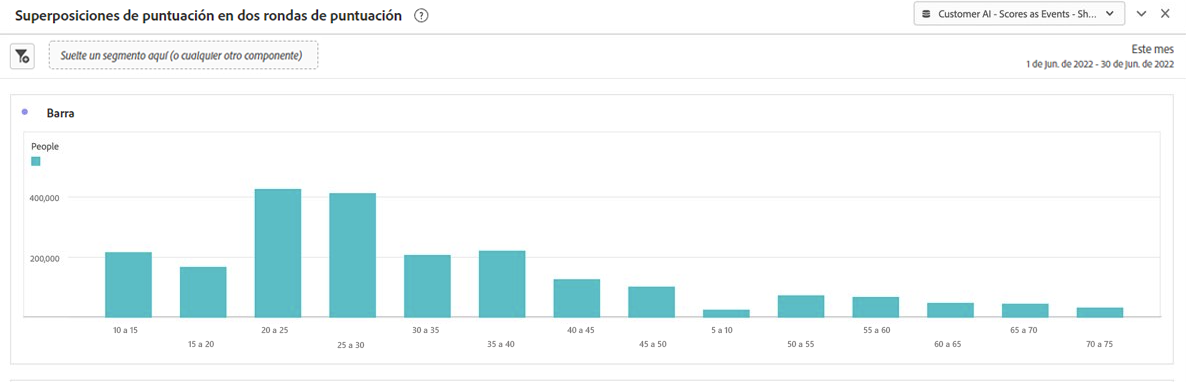 Superposiciones de puntuación en dos rondas de puntuación ?
Customer AI - Scores as Events - Sh...
Suelte un segmento aquí (o cualquier otro componente)
Este mes
1 de jun. de 2022 - 30 de jun. de 2022
Barra
People
400,000
200,000
10 a 15
15 a 20
20 a 25
25 a 30
30 a 35
35 a 40
40 a 45
45 a 50
5 a 10
50 a 55
55 a 60
60 a 65
65 a 70
70 a 75